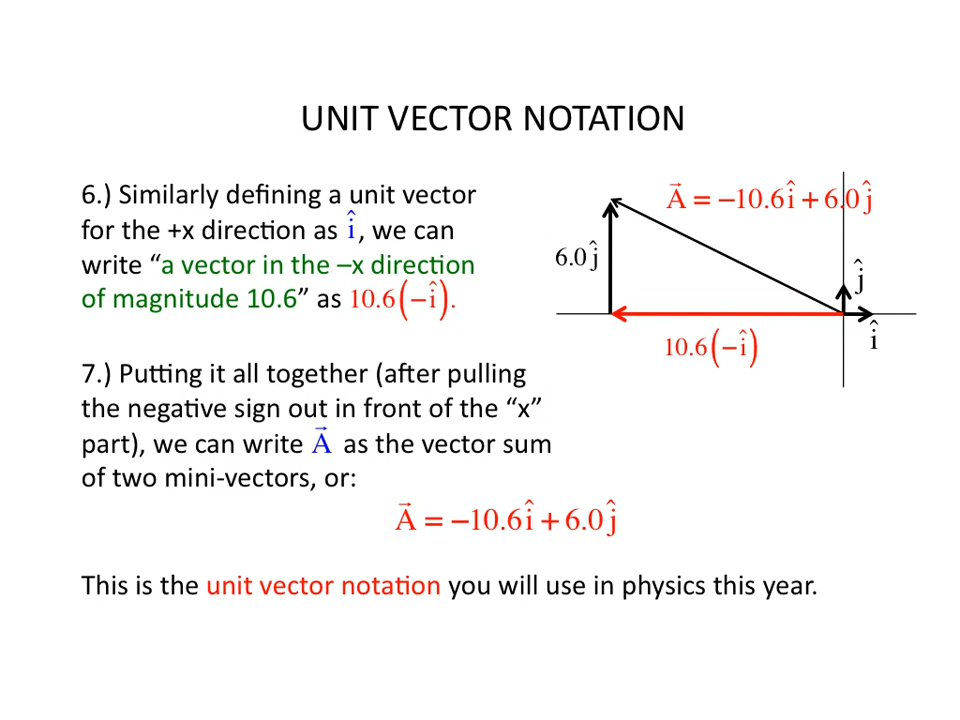 UNIT VECTOR NOTATION
6.) Similarly defining a unit vector
for the +x direction as î, we can
write “a vector in the –x direction
of magnitude 10.6” as 10.6(−î).
7.) Putting it all together (after pulling
the negative sign out in front of the “x”
part), we can write A⃗ as the vector sum
of two mini-vectors, or:
A⃗ = −10.6î + 6.0ĵ
This is the unit vector notation you will use in physics this year.
A⃗ = −10.6î + 6.0ĵ
6.0ĵ
ĵ
î
10.6(−î)